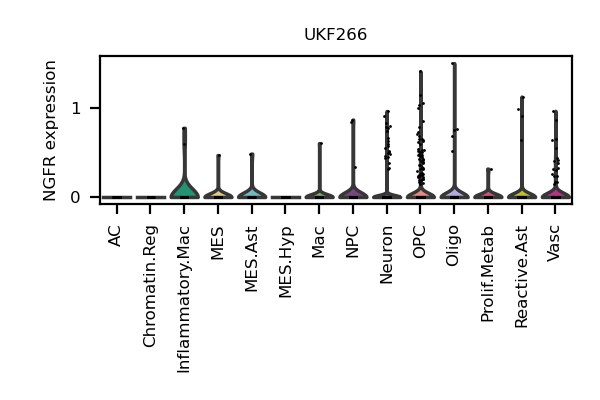 UKF266
NGFR expression
1
0
AC
Chromatin.Reg
Inflammatory.Mac
MES
MES.Ast
MES.Hyp
Mac
NPC
Neuron
OPC
Oligo
Prolif.Metab
Reactive.Ast
Vasc